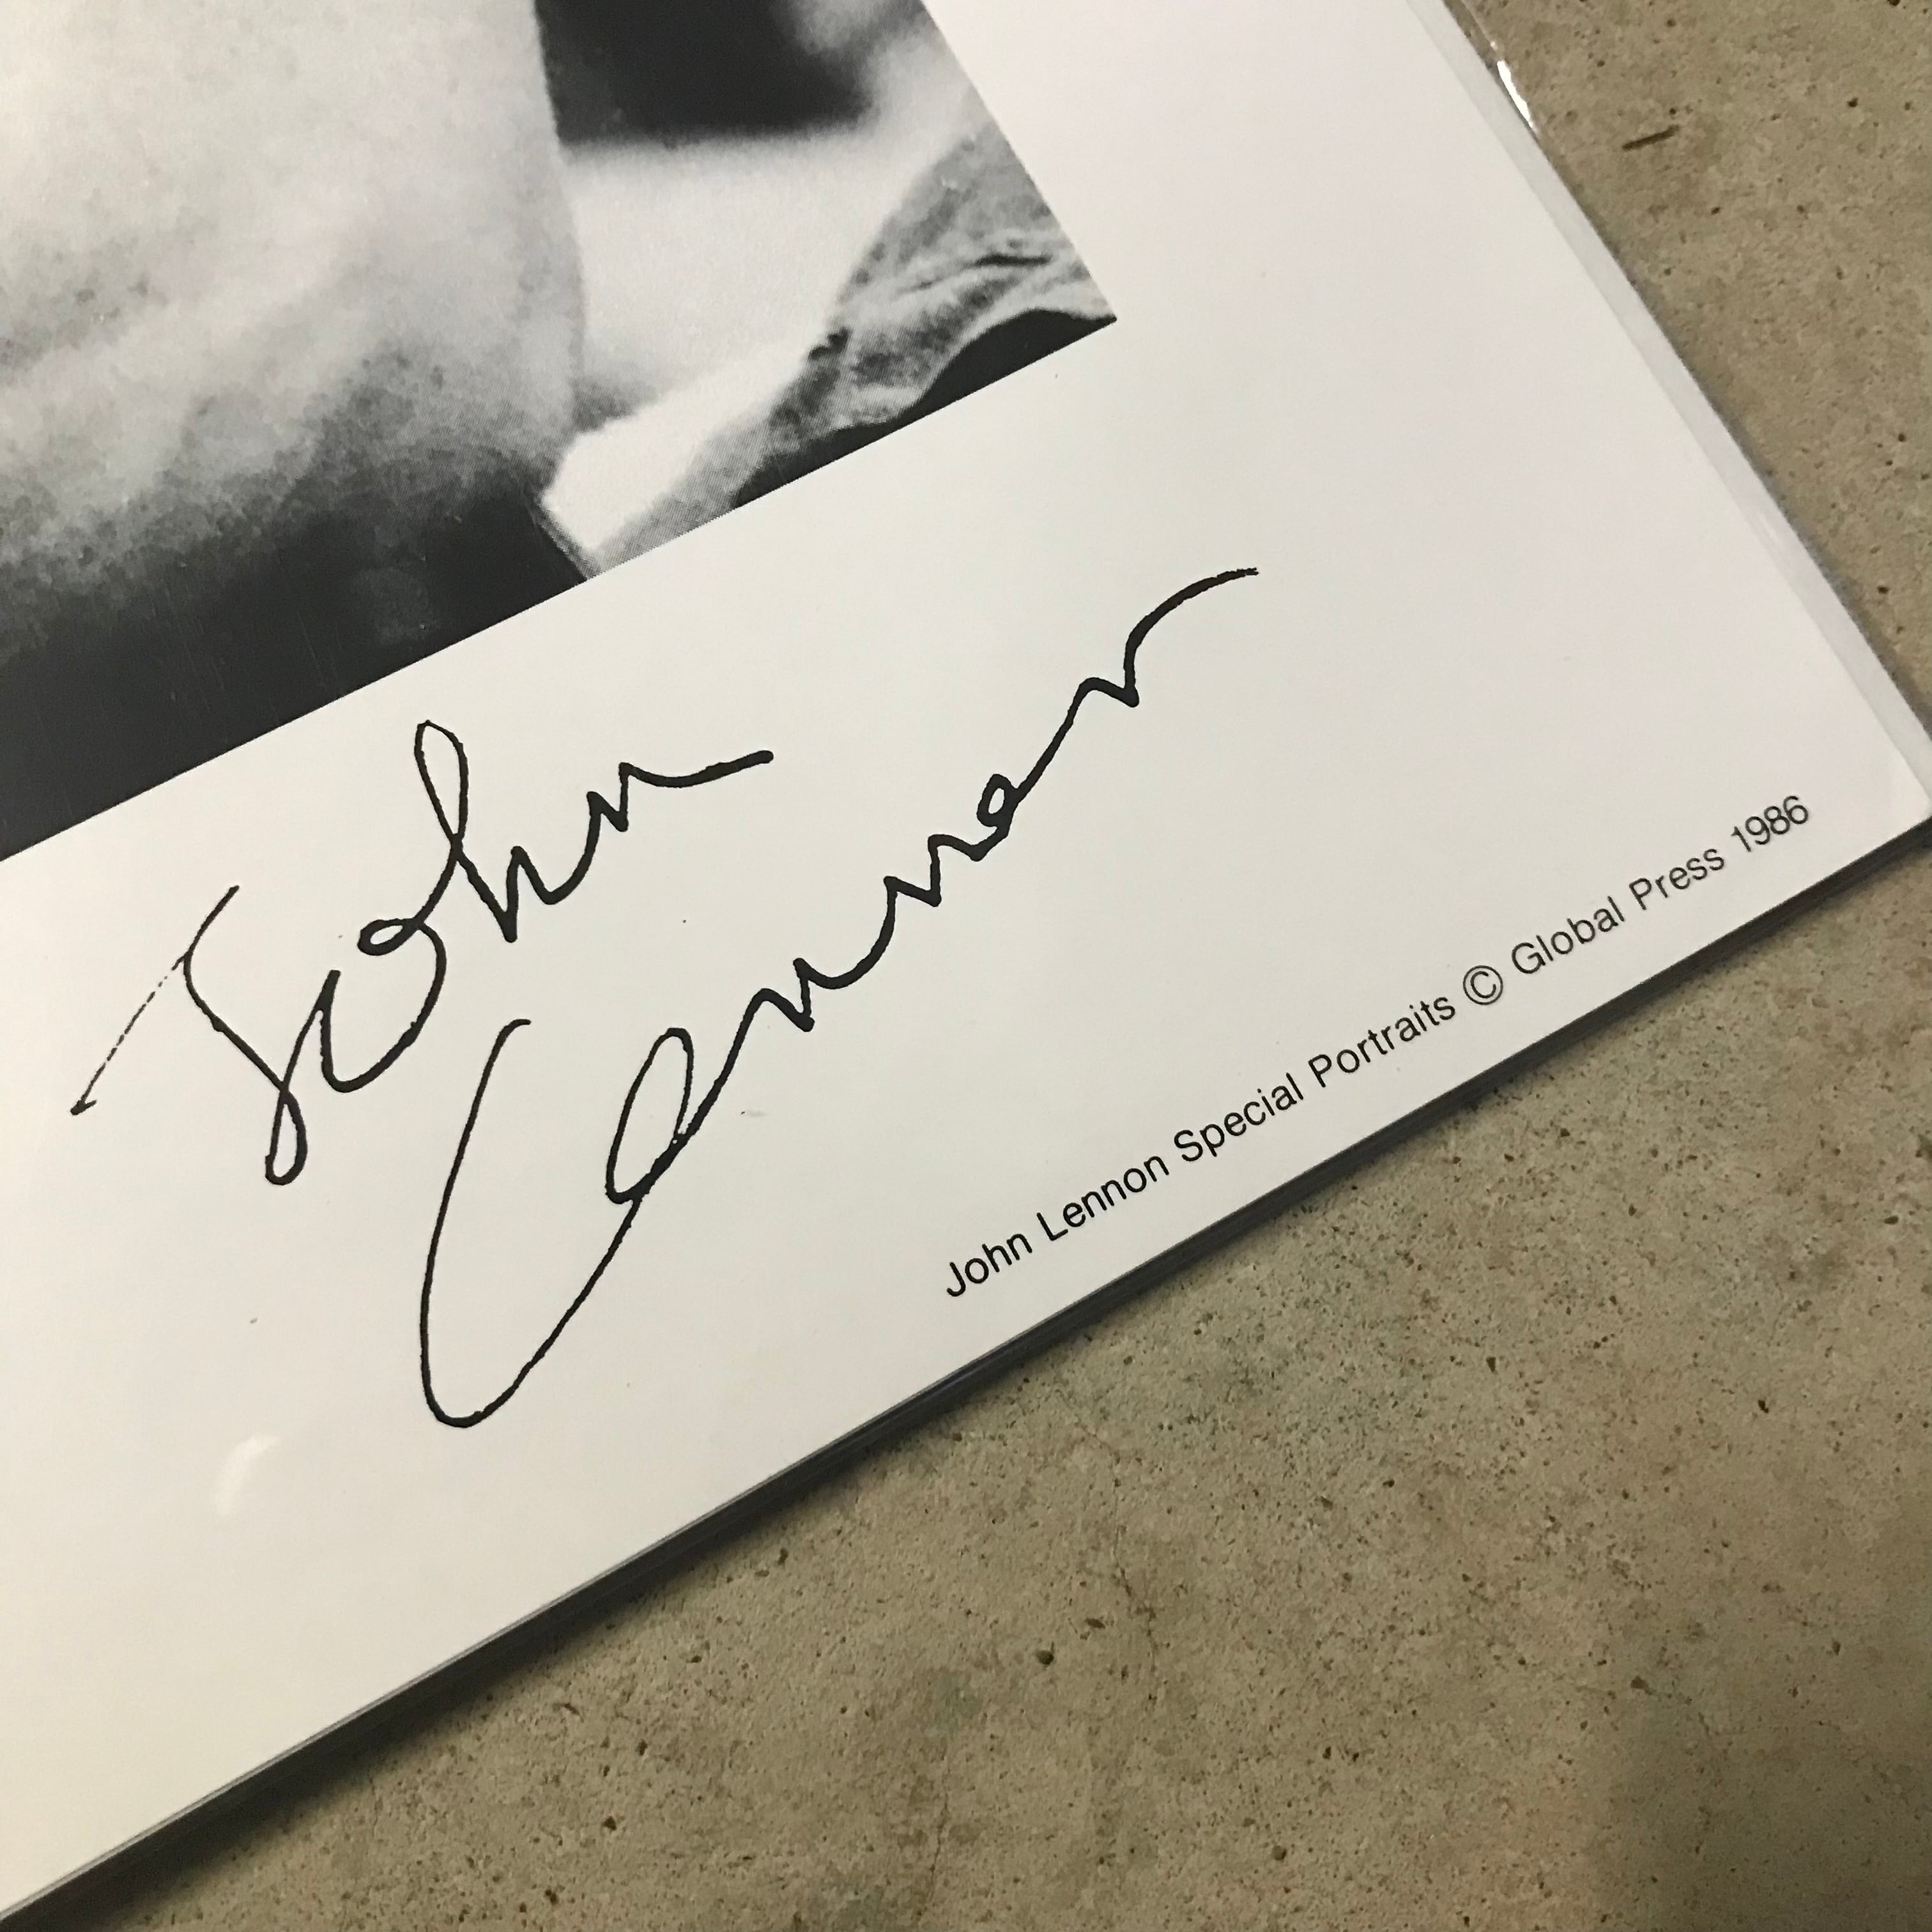 John
Lennon
John Lennon Special Portraits © Global Press 1986